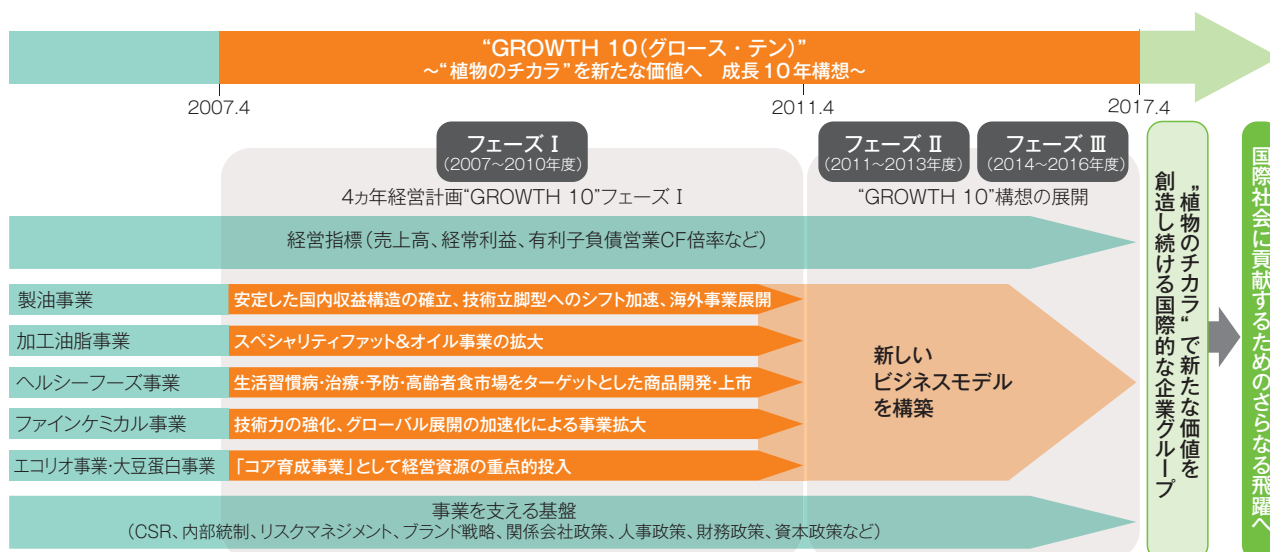 “GROWTH 10(グロース・テン)”
～“植物のチカラ”を新たな価値へ　成長10年構想～
2007.4
2011.4
2017.4
フェーズ Ⅰ
(2007～2010年度)
フェーズ Ⅱ
(2011～2013年度)
フェーズ Ⅲ
(2014～2016年度)
4ヵ年経営計画“GROWTH 10”フェーズ Ⅰ
“GROWTH 10”構想の展開
経営指標（売上高、経常利益、有利子負債営業CF倍率など）
製油事業
安定した国内収益構造の確立、技術立脚型へのシフト加速、海外事業展開
加工油脂事業
スペシャリティファット&オイル事業の拡大
ヘルシーフーズ事業
生活習慣病・治療・予防・高齢者食市場をターゲットとした商品開発・上市
ファインケミカル事業
技術力の強化、グローバル展開の加速化による事業拡大
エコリオ事業・大豆蛋白事業
「コア育成事業」として経営資源の重点的投入
新しい
ビジネスモデル
を構築
事業を支える基盤
（CSR、内部統制、リスクマネジメント、ブランド戦略、関係会社政策、人事政策、財務政策、資本政策など）
“植物のチカラ“で新たな価値を
創造し続ける国際的な企業グループ
国際社会に貢献するためのさらなる飛躍へ